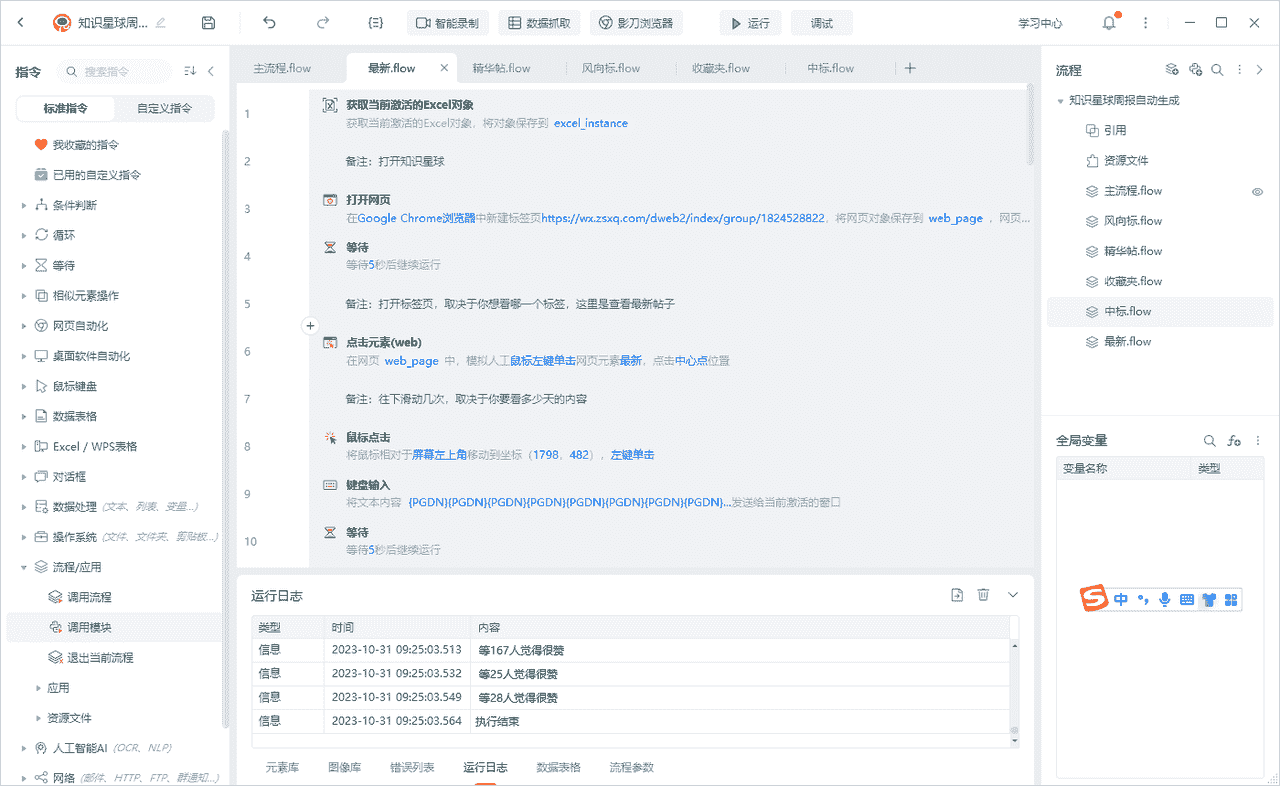 知识星球周...
智能录制
数据抓取
影刀浏览器
运行
调试
学习中心
指令
搜索指令
标准指令
自定义指令
我收藏的指令
已用的自定义指令
条件判断
循环
等待
相似元素操作
网页自动化
桌面软件自动化
鼠标键盘
数据表格
Excel / WPS表格
对话框
数据处理 (文本、列表、变量...)
操作系统 (文件、文件夹、剪贴板...)
流程/应用
调用流程
调用模块
退出当前流程
应用
资源文件
人工智能AI (OCR、NLP)
网络 (邮件、HTTP、FTP、群通知...)
主流程.flow
最新.flow
精华帖.flow
风向标.flow
收藏夹.flow
中标.flow
1
获取当前激活的Excel对象
获取当前激活的Excel对象，将对象保存到 excel_instance
2
备注：打开知识星球
3
打开网页
在Google Chrome浏览器中新建标签页https://wx.zsxq.com/dweb2/index/group/1824528822，将网页对象保存到 web_page ，网页...
4
等待
等待5秒后继续运行
5
备注：打开标签页，取决于你想看哪一个标签，这里是查看最新帖子
6
点击元素(web)
在网页 web_page 中，模拟人工鼠标左键单击网页元素最新，点击中心点位置
7
备注：往下滑动几次，取决于你要看多少天的内容
8
鼠标点击
将鼠标相对于屏幕左上角移动到坐标（1798，482），左键单击
9
键盘输入
将文本内容 {PGDN}{PGDN}{PGDN}{PGDN}{PGDN}{PGDN}{PGDN}{PGDN}...发送给当前激活的窗口
10
等待
等待5秒后继续运行
运行日志
类型 时间 内容
信息 2023-10-31 09:25:03.513 等167人觉得很赞
信息 2023-10-31 09:25:03.532 等25人觉得很赞
信息 2023-10-31 09:25:03.549 等28人觉得很赞
信息 2023-10-31 09:25:03.564 执行结束
元素库
图像库
错误列表
运行日志
数据表格
流程参数
流程
知识星球周报自动生成
引用
资源文件
主流程.flow
风向标.flow
精华帖.flow
收藏夹.flow
中标.flow
最新.flow
全局变量
变量名称 类型
S 中